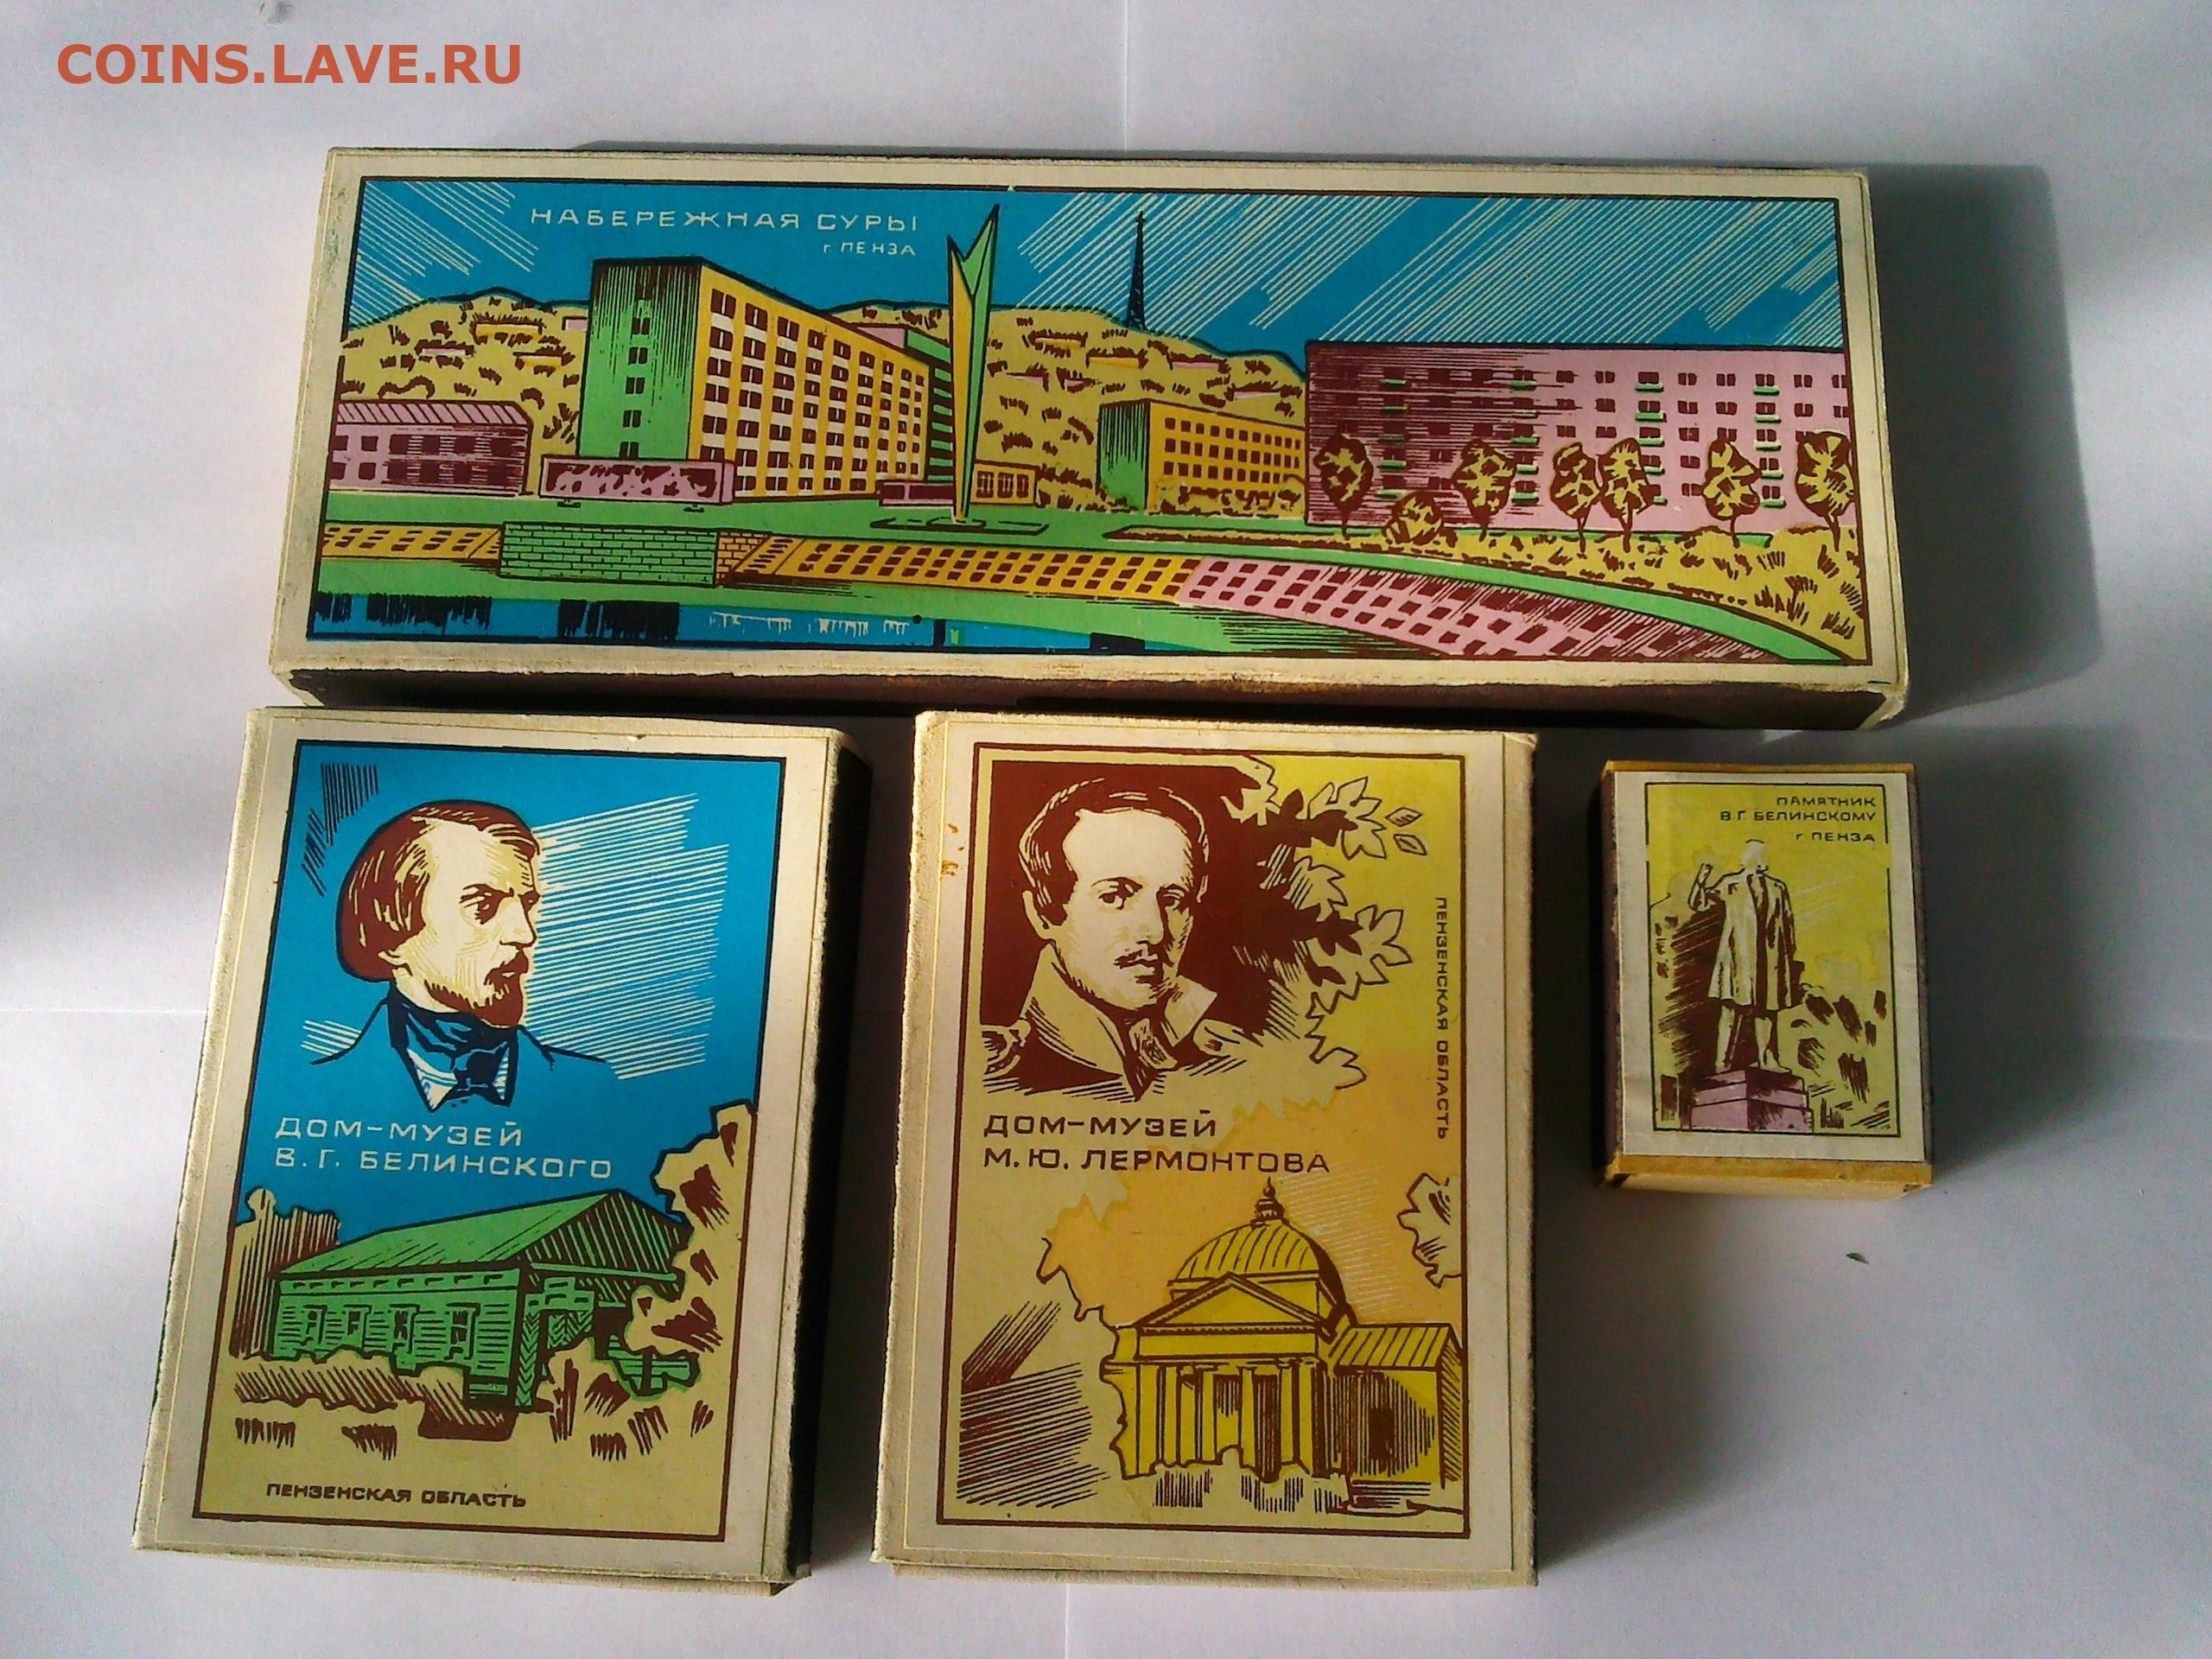 COINS.LAVE.RU
НАБЕРЕЖНАЯ СУРЫ
г. ПЕНЗА
ДОМ-МУЗЕЙ
В.Г. БЕЛИНСКОГО
ПЕНЗЕНСКАЯ ОБЛАСТЬ
ПЕНЗЕНСКАЯ ОБЛАСТЬ
ДОМ-МУЗЕЙ
М.Ю. ЛЕРМОНТОВА
ПАМЯТНИК
В.Г. БЕЛИНСКОМУ
г ПЕНЗА